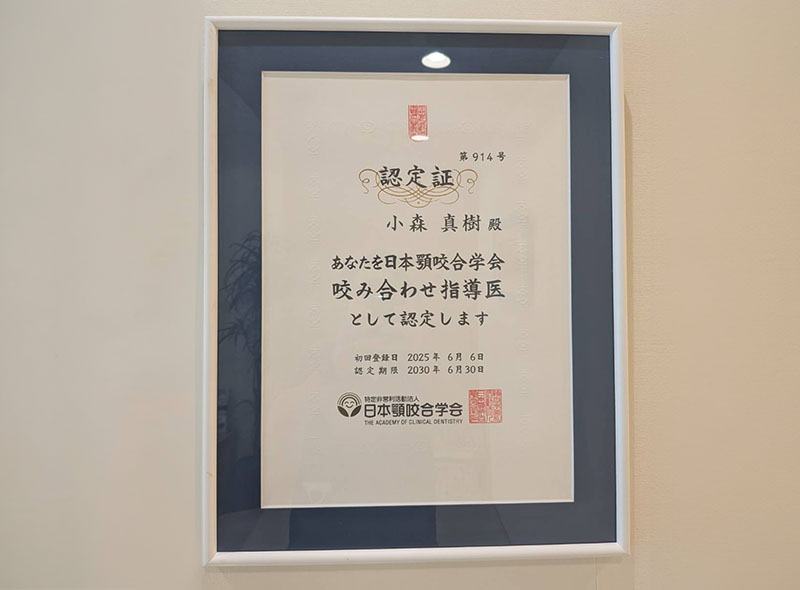 第914号
認定証
小森 真樹 殿
あなたを日本顎咬合学会
咬み合わせ指導医
として認定します
初回登録日 2025年 6月 6日
認定期限 2030年 6月30日
特定非営利活動法人
日本顎咬合学会
THE ACADEMY OF CLINICAL DENTISTRY